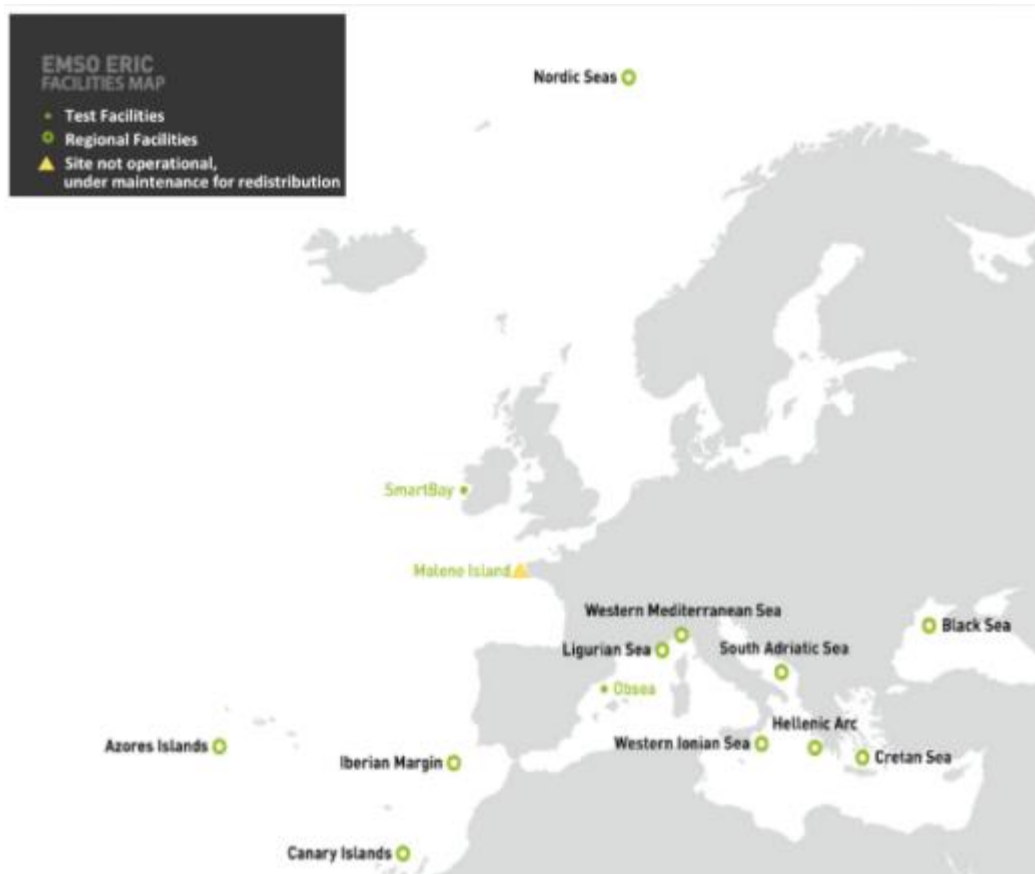 EMSO ERIC
FACILITIES MAP
Test Facilities
Regional Facilities
Site not operational,
under maintenance for redistribution
Nordic Seas
SmartBay
Molene Island
Western Mediterranean Sea
Black Sea
Ligurian Sea
South Adriatic Sea
Obsea
Hellenic Arc
Azores Islands
Western Ionian Sea
Iberian Margin
Cretan Sea
Canary Islands